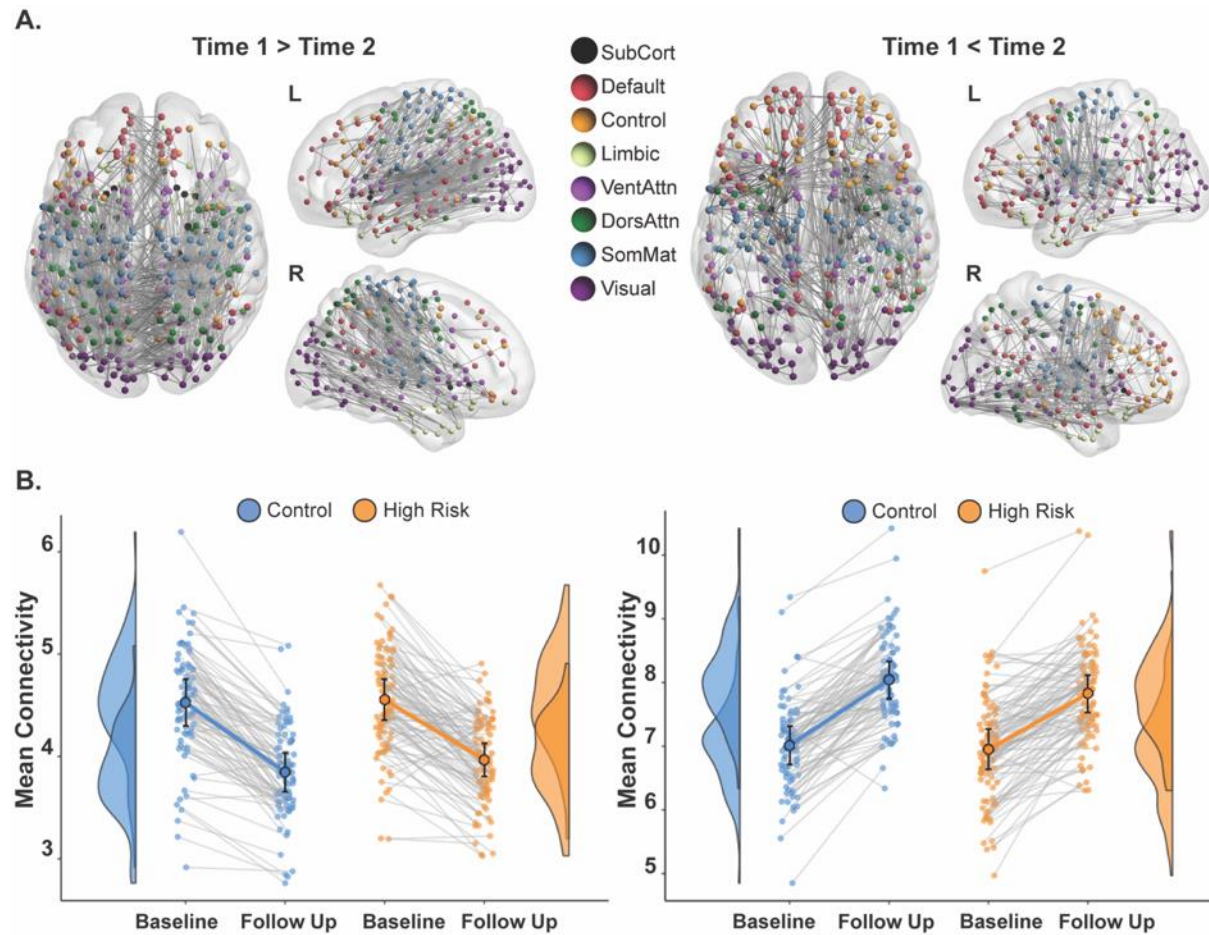 A.
Time 1 > Time 2
Time 1 < Time 2
SubCort
Default
Control
Limbic
VentAttn
DorsAttn
SomMat
Visual
L
R
L
R
B.
Control
High Risk
Mean Connectivity
6
5
4
3
Baseline
Follow Up
Baseline
Follow Up
Control
High Risk
Mean Connectivity
10
9
8
7
6
5
Baseline
Follow Up
Baseline
Follow Up